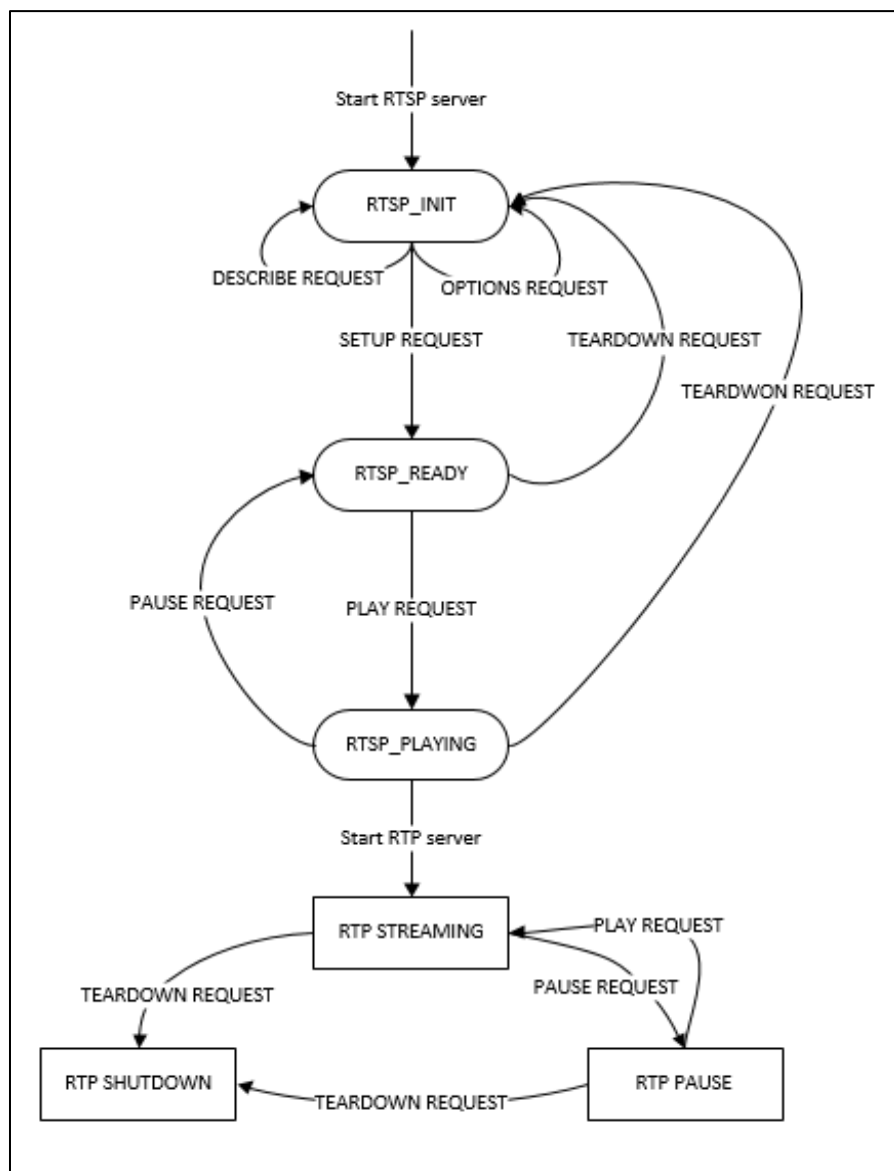 Start RTSP server
RTSP_INIT
DESCRIBE REQUEST
OPTIONS REQUEST
SETUP REQUEST
TEARDOWN REQUEST
TEARDWON REQUEST
RTSP_READY
PAUSE REQUEST
PLAY REQUEST
RTSP_PLAYING
Start RTP server
RTP STREAMING
PLAY REQUEST
PAUSE REQUEST
TEARDOWN REQUEST
RTP SHUTDOWN
RTP PAUSE
TEARDOWN REQUEST